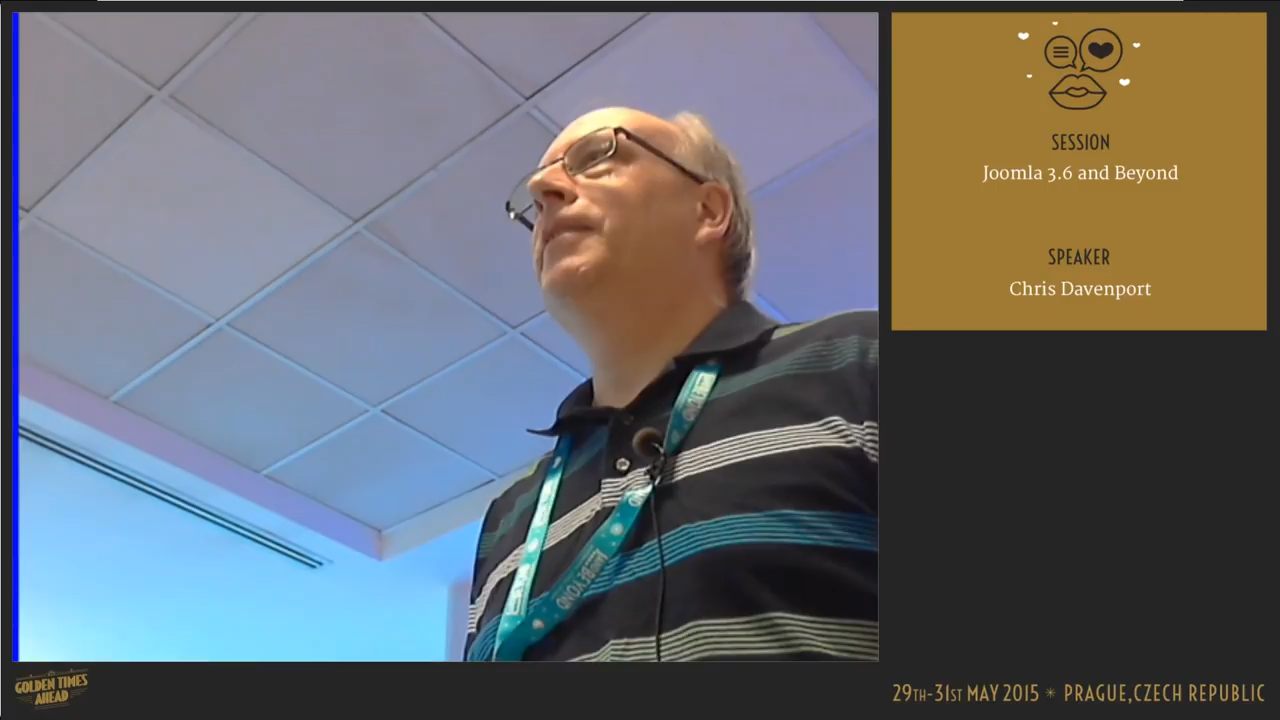 SESSION
Joomla 3.6 and Beyond
SPEAKER
Chris Davenport
BEYOND
GOLDEN TIMES
AHEAD
29TH-31ST MAY 2015 * PRAGUE, CZECH REPUBLIC